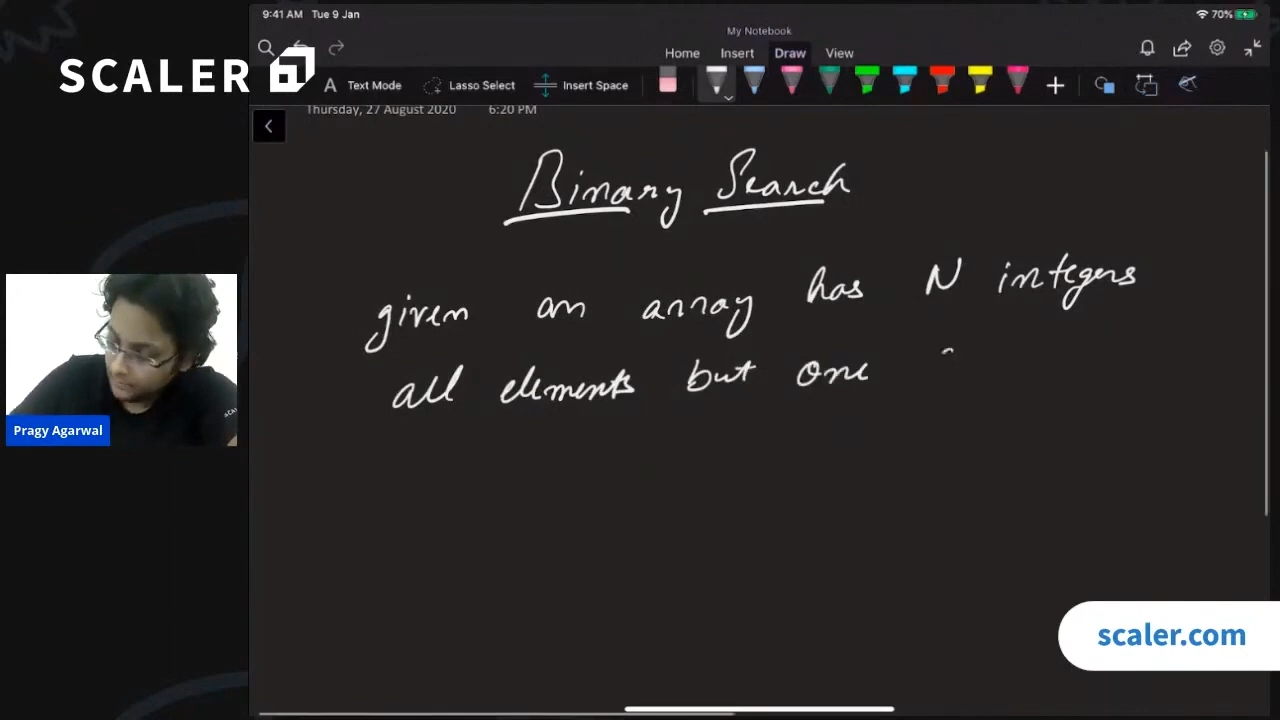 9:41 AM Tue 9 Jan
70%
My Notebook
Home Insert Draw View
SCALER
Text Mode Lasso Select Insert Space
Thursday, 27 August 2020 6:20 PM
Binary Search
given an array has N integers
all elements but one
Pragy Agarwal
scaler.com